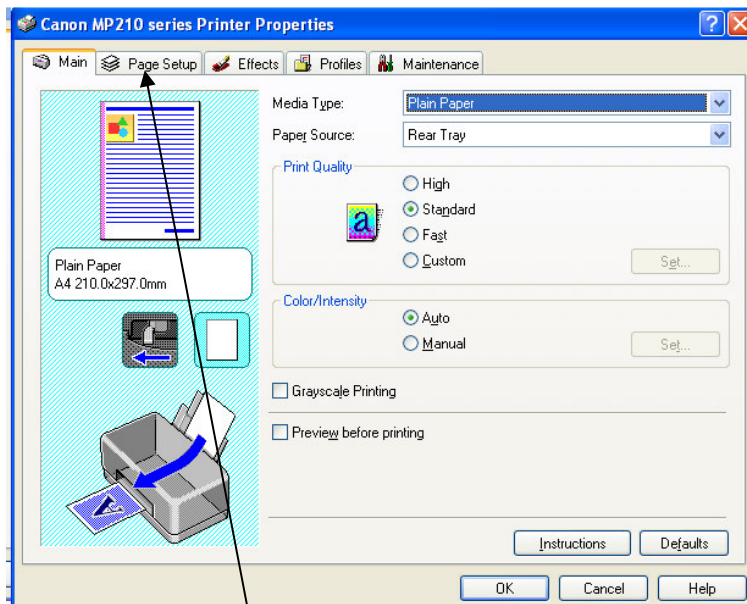 Canon MP210 series Printer Properties
Main Page Setup Effects Profiles Maintenance
Media Type: Plain Paper
Paper Source: Rear Tray
Print Quality
High
Standard
Fast
Custom Set...
Plain Paper
A4 210.0x297.0mm
Color/Intensity
Auto
Manual Set...
Grayscale Printing
Preview before printing
Instructions Defaults
OK Cancel Help